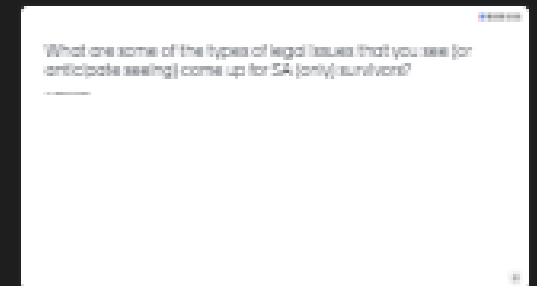 What are some of the types of legal issues that you see (or
anticipate seeing) come up for SA (only) survivors?